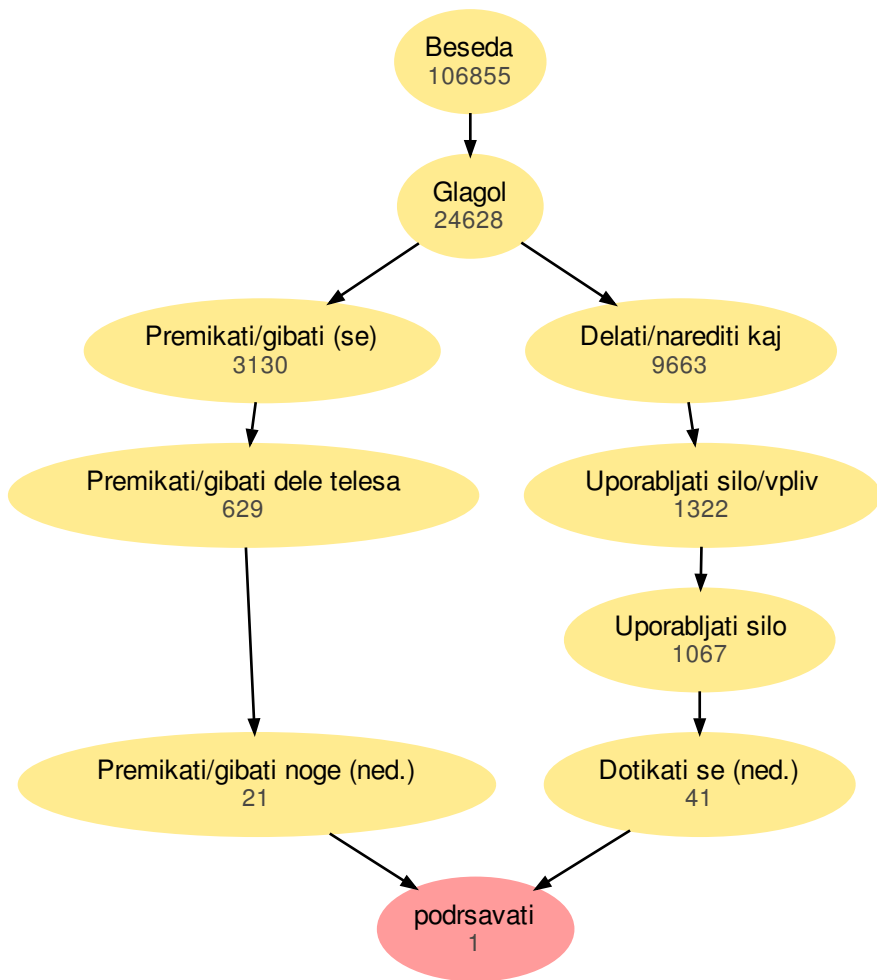 Beseda
106855
Glagol
24628
Premikati/gibati (se)
3130
Delati/narediti kaj
9663
Premikati/gibati dele telesa
629
Uporabljati silo/vpliv
1322
Uporabljati silo
1067
Premikati/gibati noge (ned.)
21
Dotikati se (ned.)
41
podrsavati
1